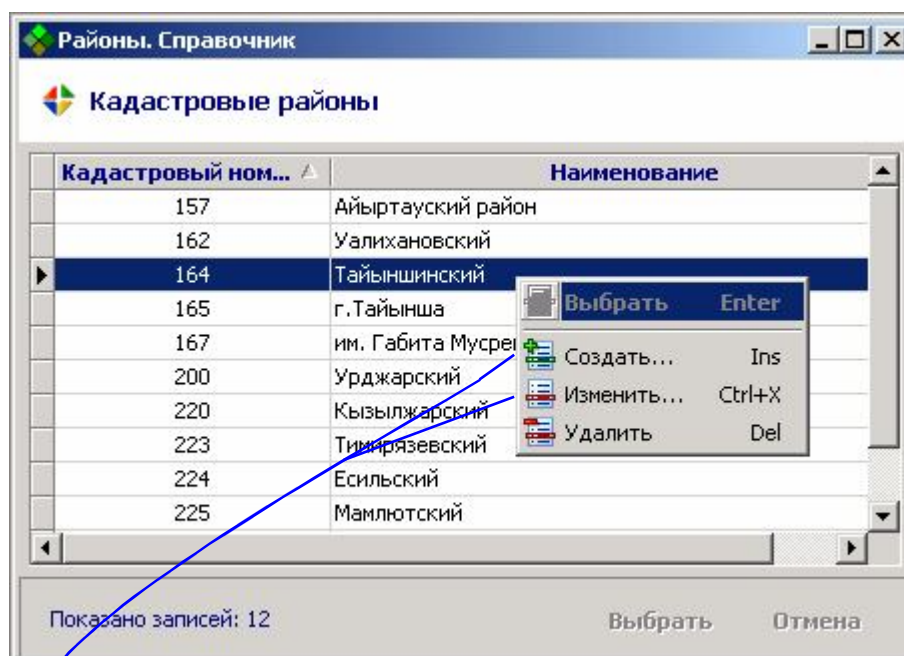 Районы. Справочник
Кадастровые районы
Кадастровый ном... Наименование
157 Айыртауский район
162 Уалихановский
164 Тайыншинский
Выбрать Enter
165 г.Тайынша
167 им. Габита Мусре
Создать... Ins
200 Урджарский
Изменить... Ctrl+X
220 Кызылжарский
Удалить Del
223 Тимирязевский
224 Есильский
225 Мамлютский
Показано записей: 12 Выбрать Отмена